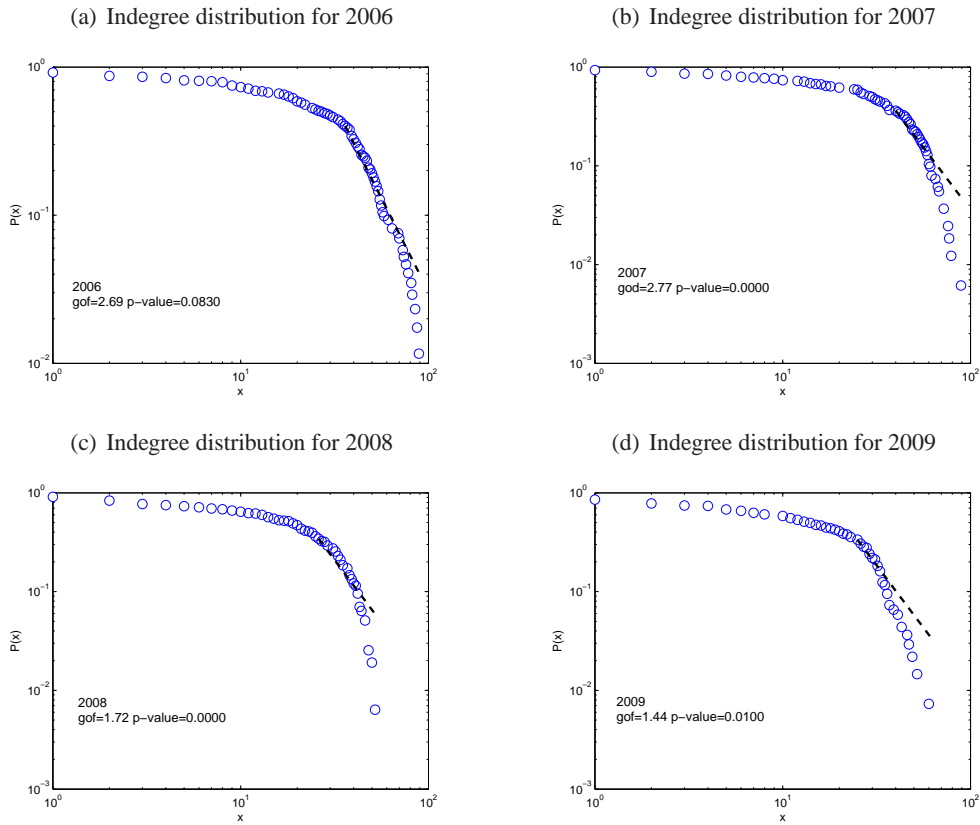 (a) Indegree distribution for 2006
10^0
10^−1
10^−2
P(x)
2006
gof=2.69 p−value=0.0830
10^0
10^1
10^2
x
(b) Indegree distribution for 2007
10^0
10^−1
10^−2
10^−3
P(x)
2007
god=2.77 p−value=0.0000
10^0
10^1
10^2
x
(c) Indegree distribution for 2008
10^0
10^−1
10^−2
10^−3
P(x)
2008
gof=1.72 p−value=0.0000
10^0
10^1
10^2
x
(d) Indegree distribution for 2009
10^0
10^−1
10^−2
10^−3
P(x)
2009
gof=1.44 p−value=0.0100
10^0
10^1
10^2
x